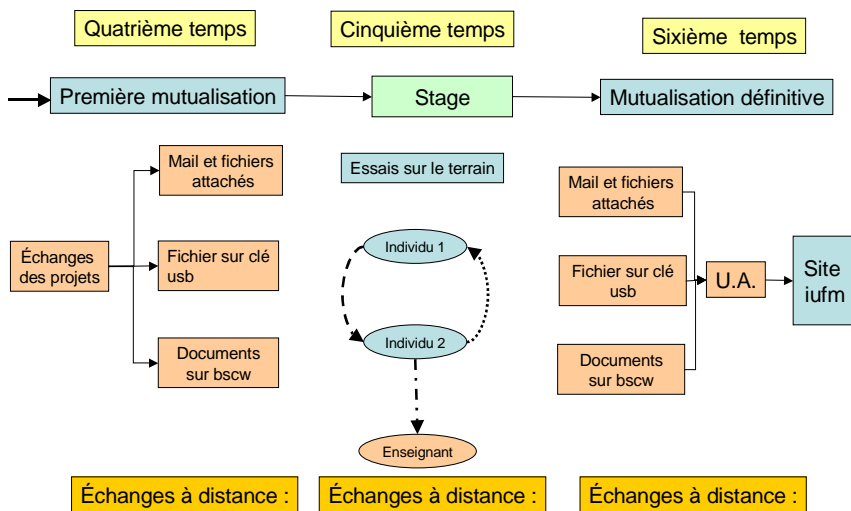 Quatrième temps
Cinquième temps
Sixième temps
Première mutualisation
Stage
Mutualisation définitive
Mail et fichiers
attachés
Échanges
des projets
Fichier sur clé
usb
Documents
sur bscw
Essais sur le terrain
Individu 1
Individu 2
Enseignant
Mail et fichiers
attachés
Fichier sur clé
usb
Documents
sur bscw
U.A.
Site
iufm
Échanges à distance :
Échanges à distance :
Échanges à distance :